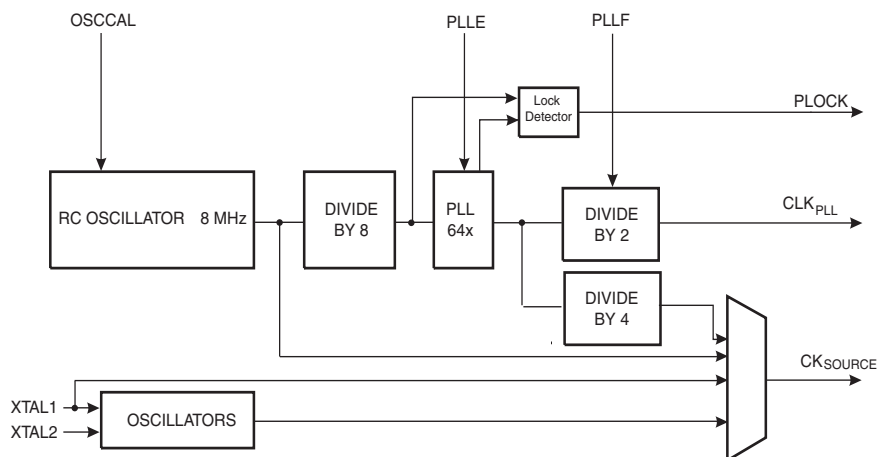 OSCCAL
PLLE
PLLF
Lock
Detector
PLOCK
RC OSCILLATOR 8 MHz
DIVIDE
BY 8
PLL
64x
DIVIDE
BY 2
CLKPLL
DIVIDE
BY 4
CKSOURCE
XTAL1
XTAL2
OSCILLATORS